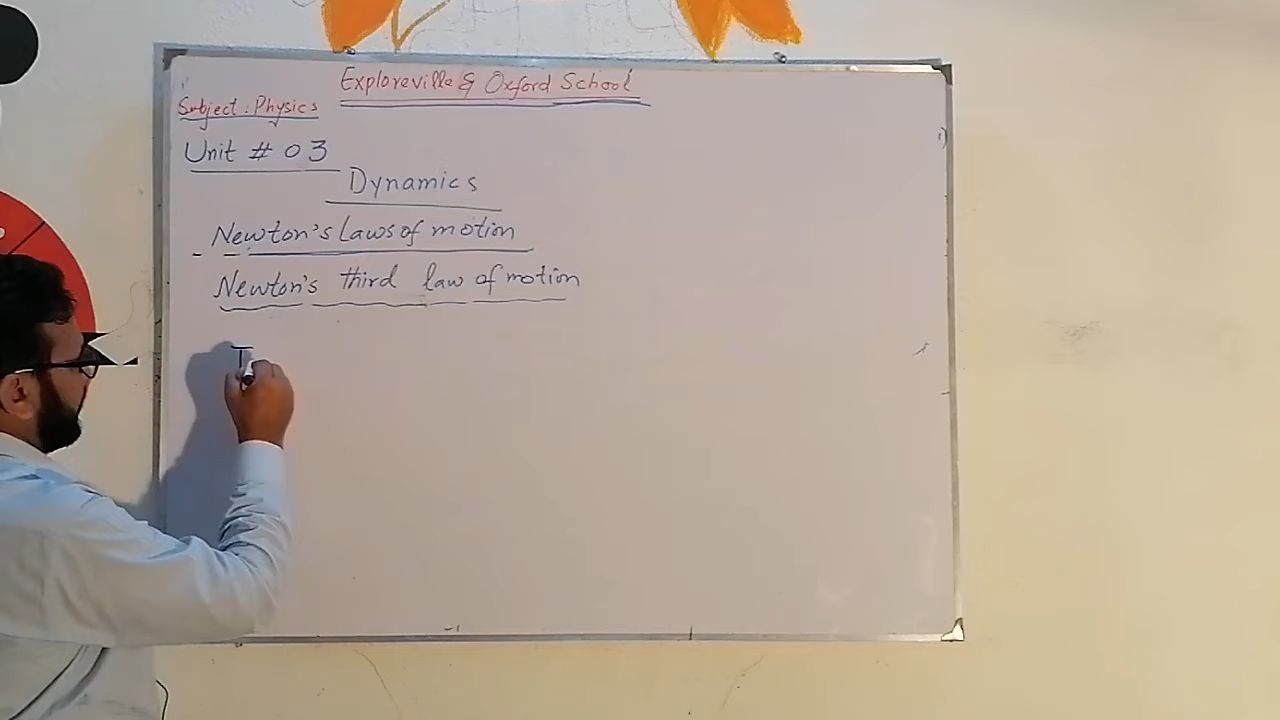 Exploreville & Oxford School
Subject: Physics
Unit # 03
Dynamics
Newton's Laws of motion
Newton's third law of motion
T